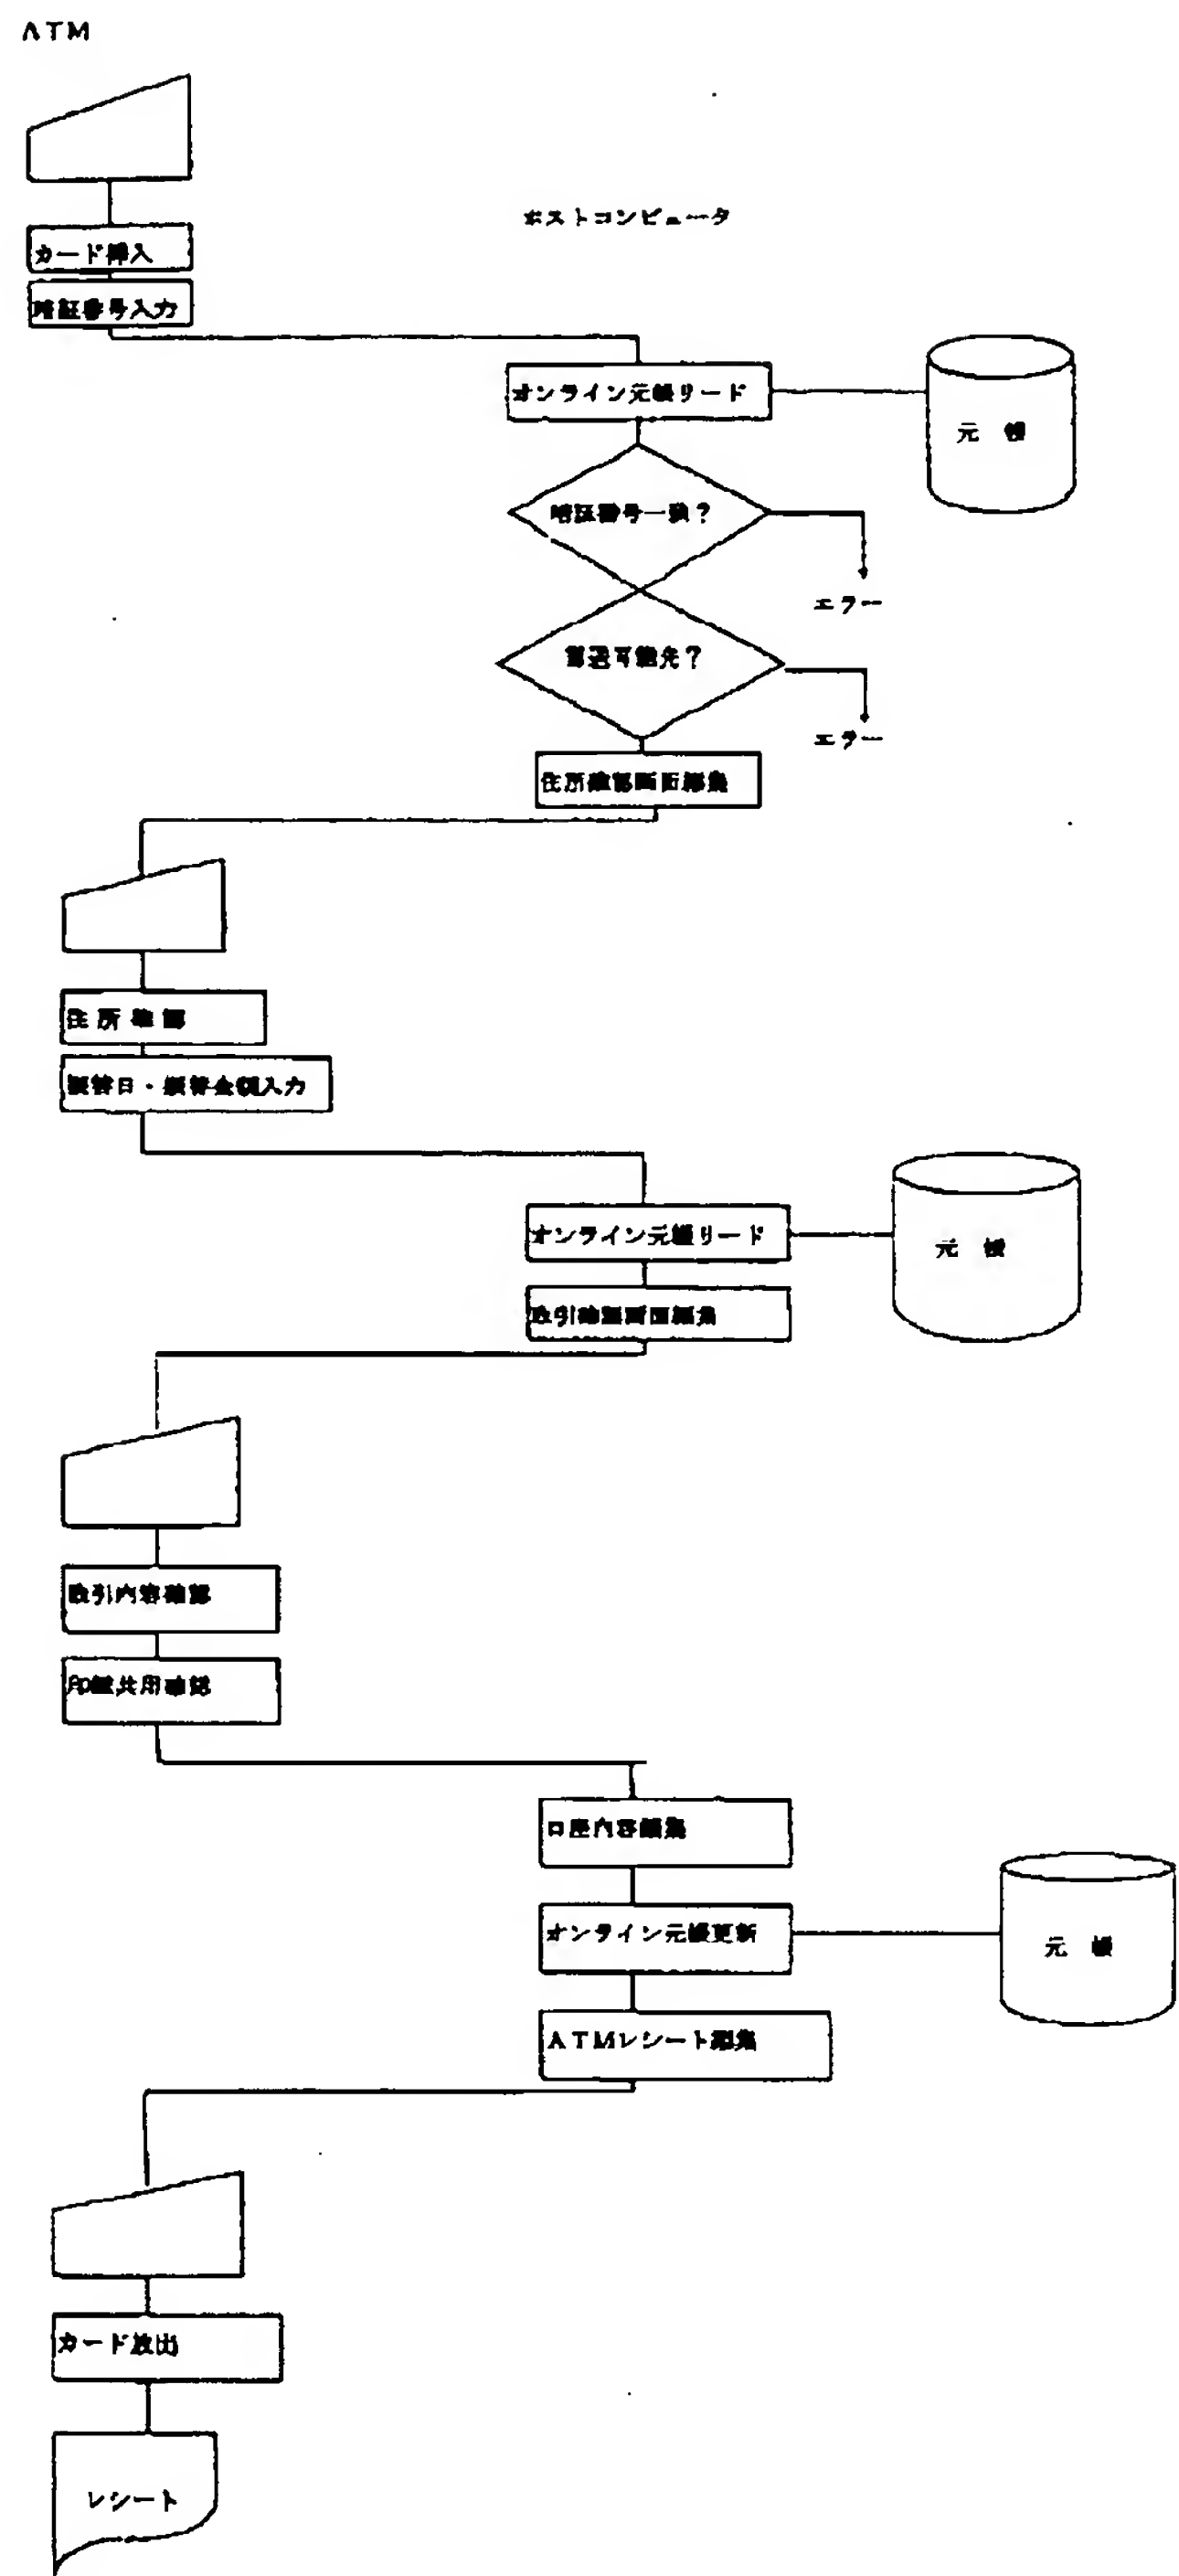 ATM
ホストコンピュータ
カード挿入
暗証番号入力
オンライン元帳リード
元 帳
暗証番号一致?
エラー
可能先?
エラー
住所確認画面編集
住所確認
振替日・振替金額入力
オンライン元帳リード
元 帳
取引確認画面編集
取引内容確認
印鑑共用確認
口座内容編集
オンライン元帳更新
元 帳
ATMレシート編集
カード放出
レシート